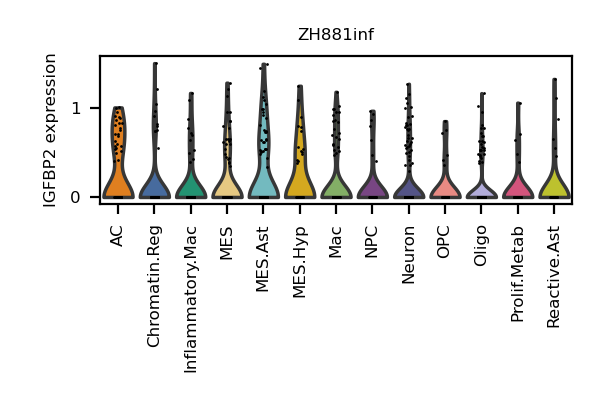 ZH881inf
IGFBP2 expression
1
0
AC
Chromatin.Reg
Inflammatory.Mac
MES
MES.Ast
MES.Hyp
Mac
NPC
Neuron
OPC
Oligo
Prolif.Metab
Reactive.Ast